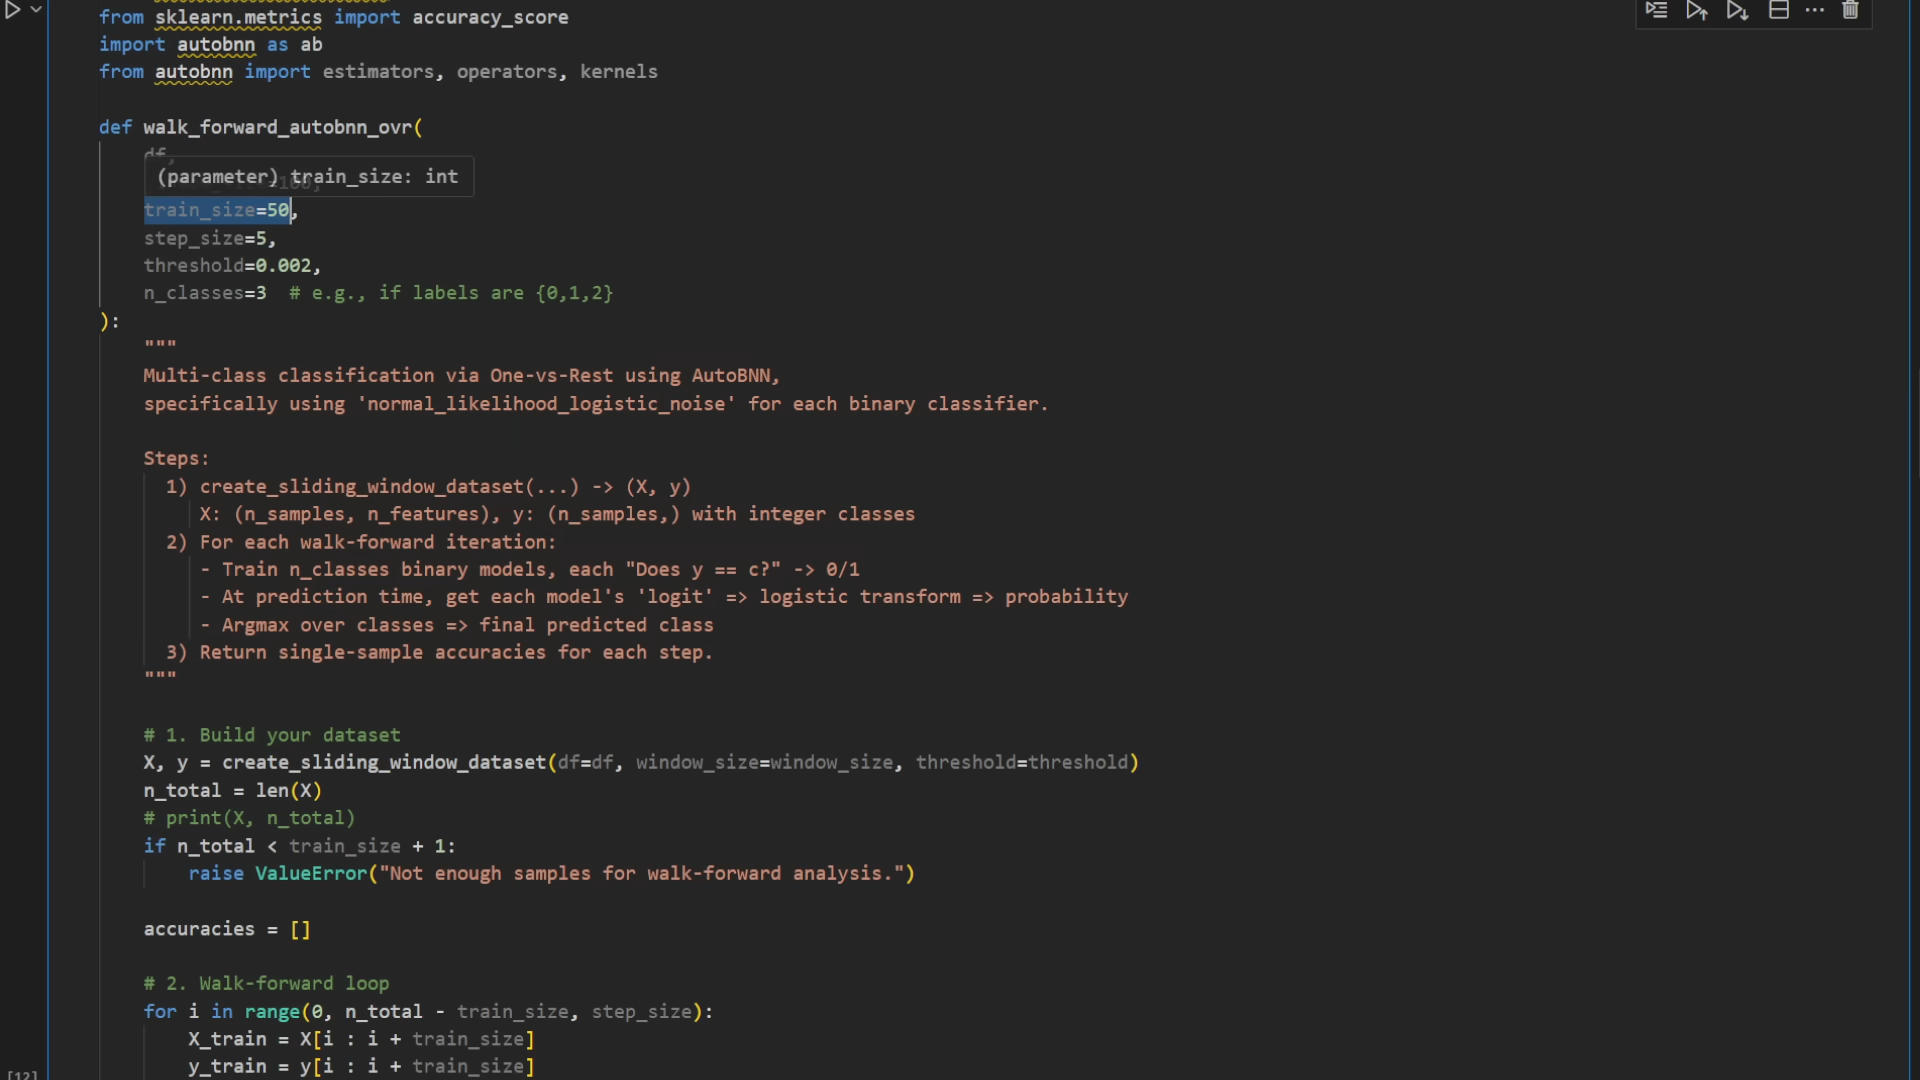 from sklearn.metrics import accuracy_score
import autobnn as ab
from autobnn import estimators, operators, kernels
def walk_forward_autobnn_ovr(
df,
(parameter) train_size: int
train_size=50,
step_size=5,
threshold=0.002,
n_classes=3  # e.g., if labels are {0,1,2}
):
"""
Multi-class classification via One-vs-Rest using AutoBNN,
specifically using 'normal_likelihood_logistic_noise' for each binary classifier.
Steps:
1) create_sliding_window_dataset(...) -> (X, y)
X: (n_samples, n_features), y: (n_samples,) with integer classes
2) For each walk-forward iteration:
- Train n_classes binary models, each "Does y == c?" -> 0/1
- At prediction time, get each model's 'logit' => logistic transform => probability
- Argmax over classes => final predicted class
3) Return single-sample accuracies for each step.
"""
# 1. Build your dataset
X, y = create_sliding_window_dataset(df=df, window_size=window_size, threshold=threshold)
n_total = len(X)
# print(X, n_total)
if n_total < train_size + 1:
raise ValueError("Not enough samples for walk-forward analysis.")
accuracies = []
# 2. Walk-forward loop
for i in range(0, n_total - train_size, step_size):
X_train = X[i : i + train_size]
y_train = y[i : i + train_size]
[12]